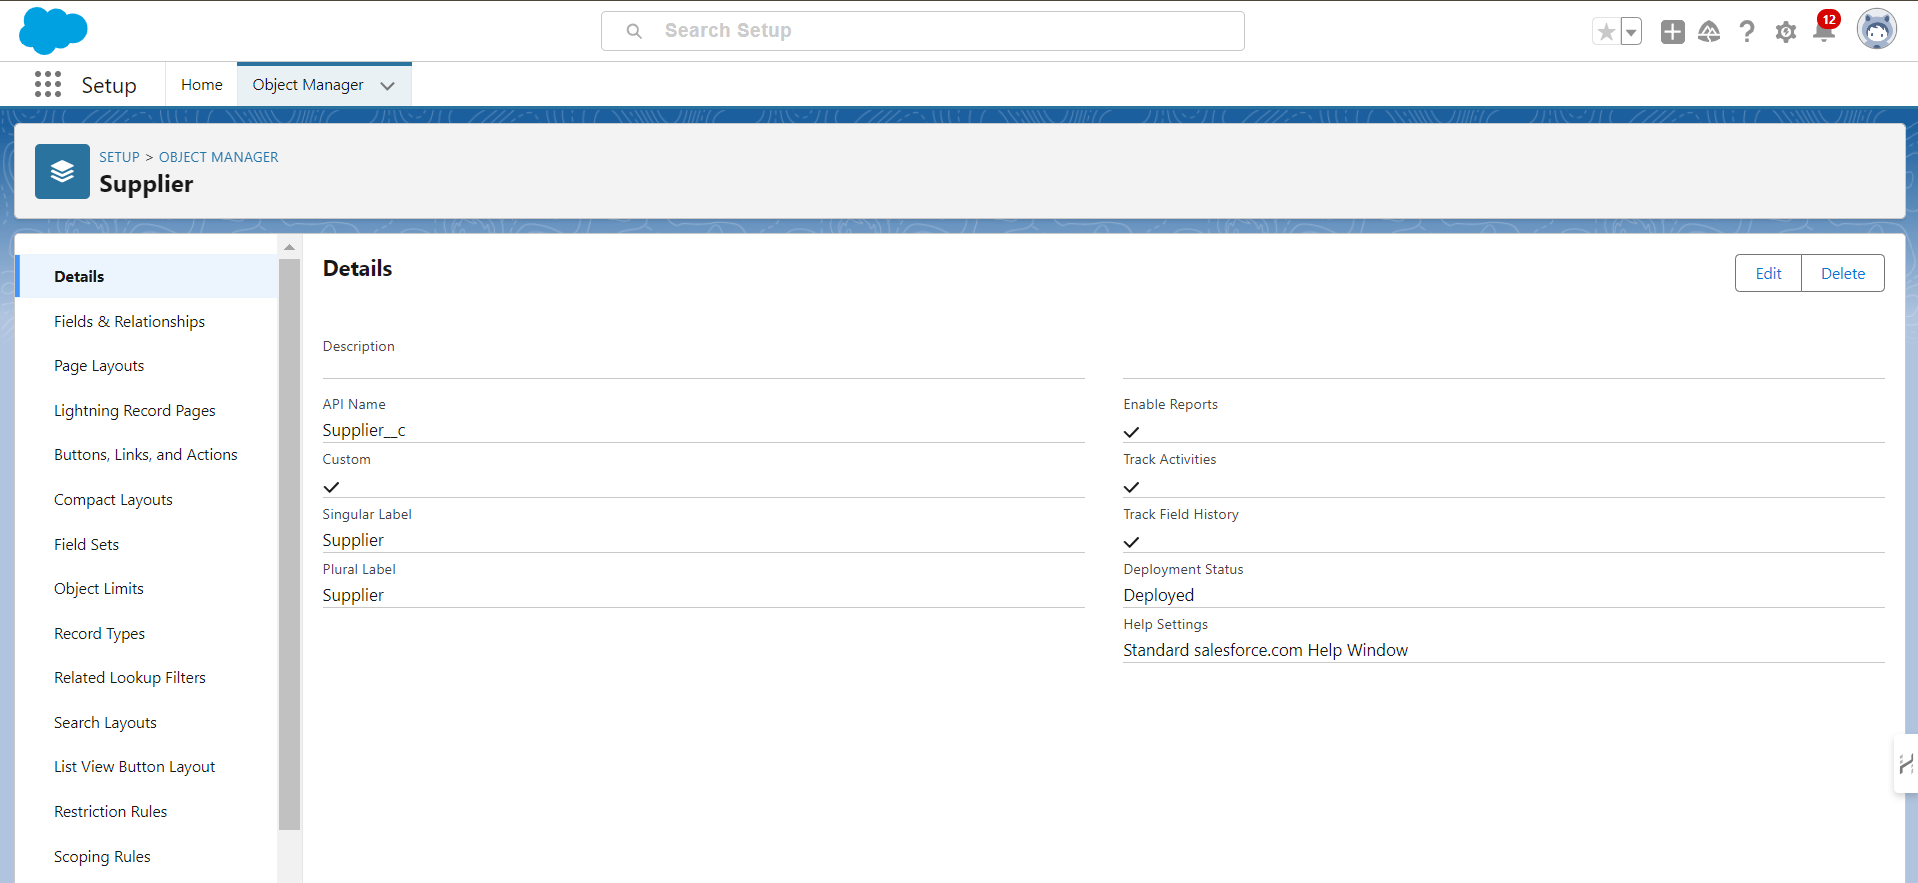 Search Setup
12
Setup
Home
Object Manager
SETUP > OBJECT MANAGER
Supplier
Details
Fields & Relationships
Page Layouts
Lightning Record Pages
Buttons, Links, and Actions
Compact Layouts
Field Sets
Object Limits
Record Types
Related Lookup Filters
Search Layouts
List View Button Layout
Restriction Rules
Scoping Rules
Details
Edit
Delete
Description
API Name
Supplier__c
Custom
Singular Label
Supplier
Plural Label
Supplier
Enable Reports
Track Activities
Track Field History
Deployment Status
Deployed
Help Settings
Standard salesforce.com Help Window